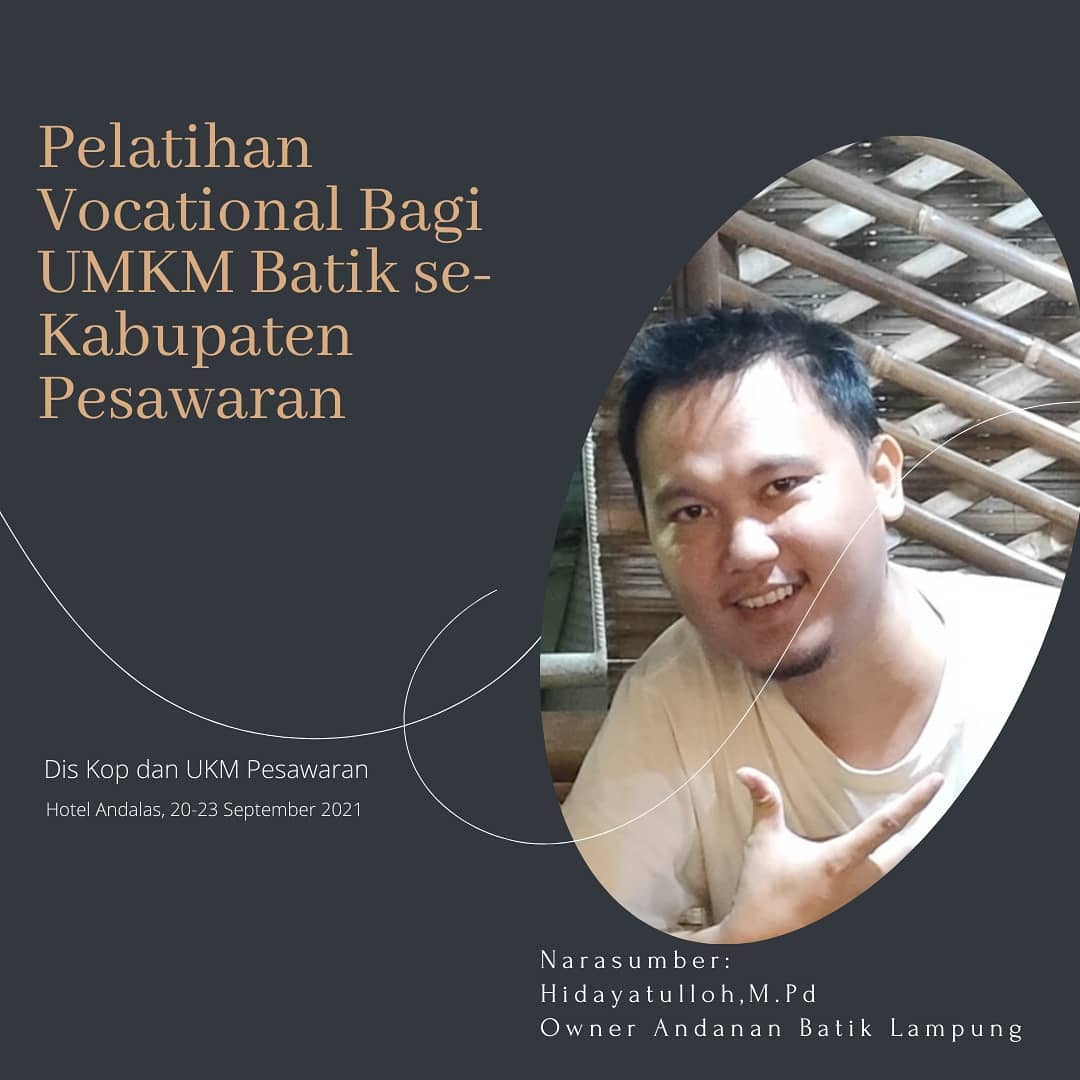 Pelatihan
Vocational Bagi
UMKM Batik se-
Kabupaten
Pesawaran
Dis Kop dan UKM Pesawaran
Hotel Andalas, 20-23 September 2021
Narasumber:
Hidayatulloh,M.Pd
Owner Andanan Batik Lampung